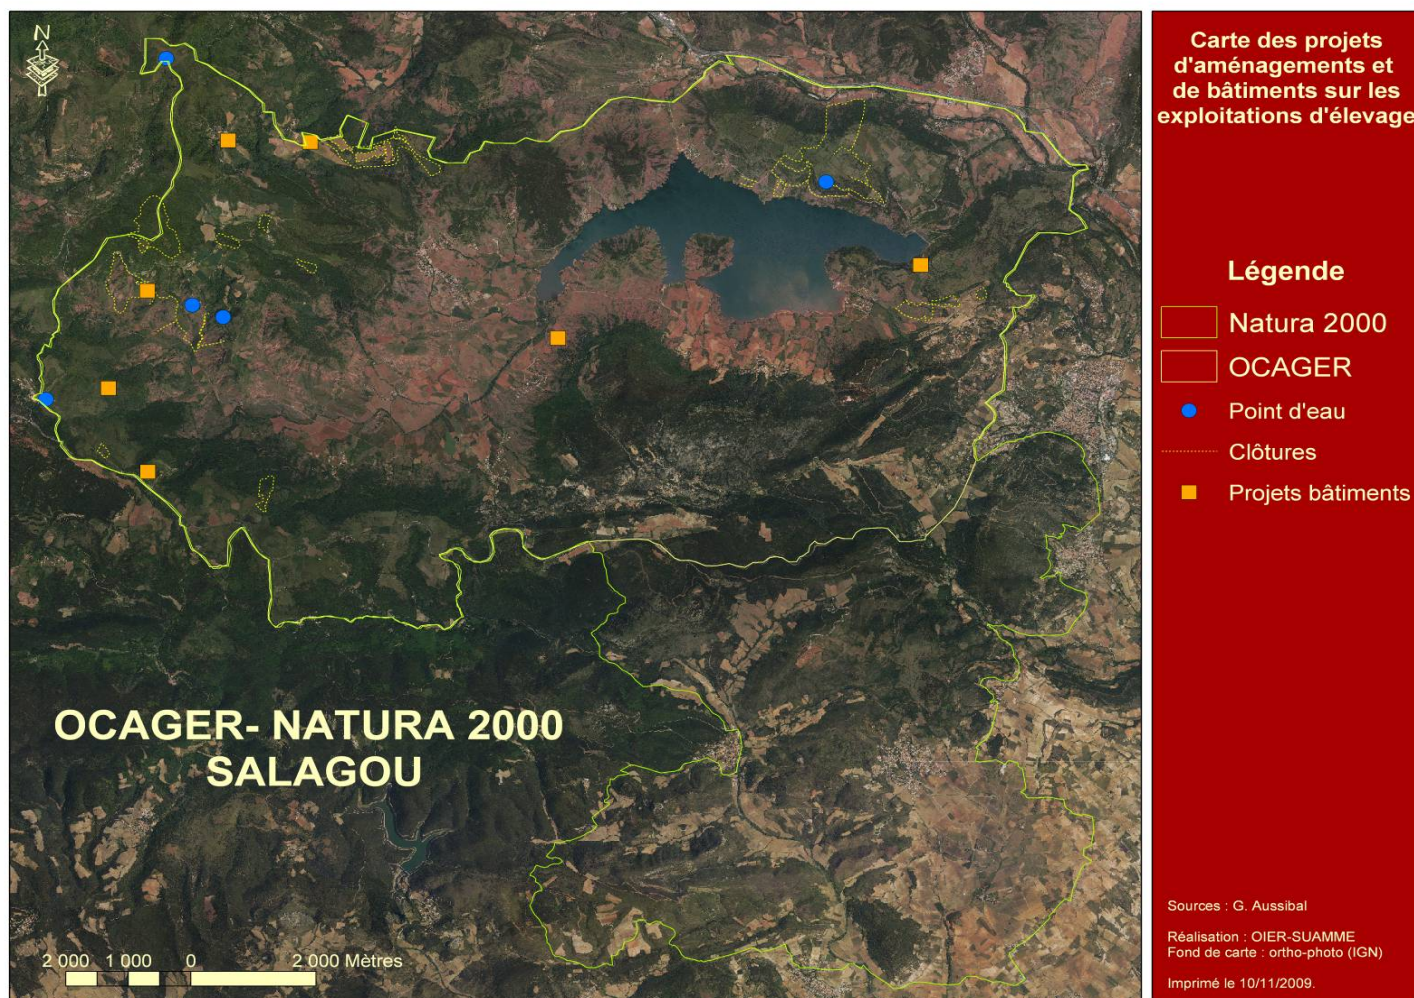 N
OCAGER- NATURA 2000
SALAGOU
2 000 1 000 0 2 000 Mètres
Carte des projets
d'aménagements et
de bâtiments sur les
exploitations d'élevage
Légende
Natura 2000
OCAGER
Point d'eau
Clôtures
Projets bâtiments
Sources : G. Aussibal
Réalisation : OIER-SUAMME
Fond de carte : ortho-photo (IGN)
Imprimé le 10/11/2009.